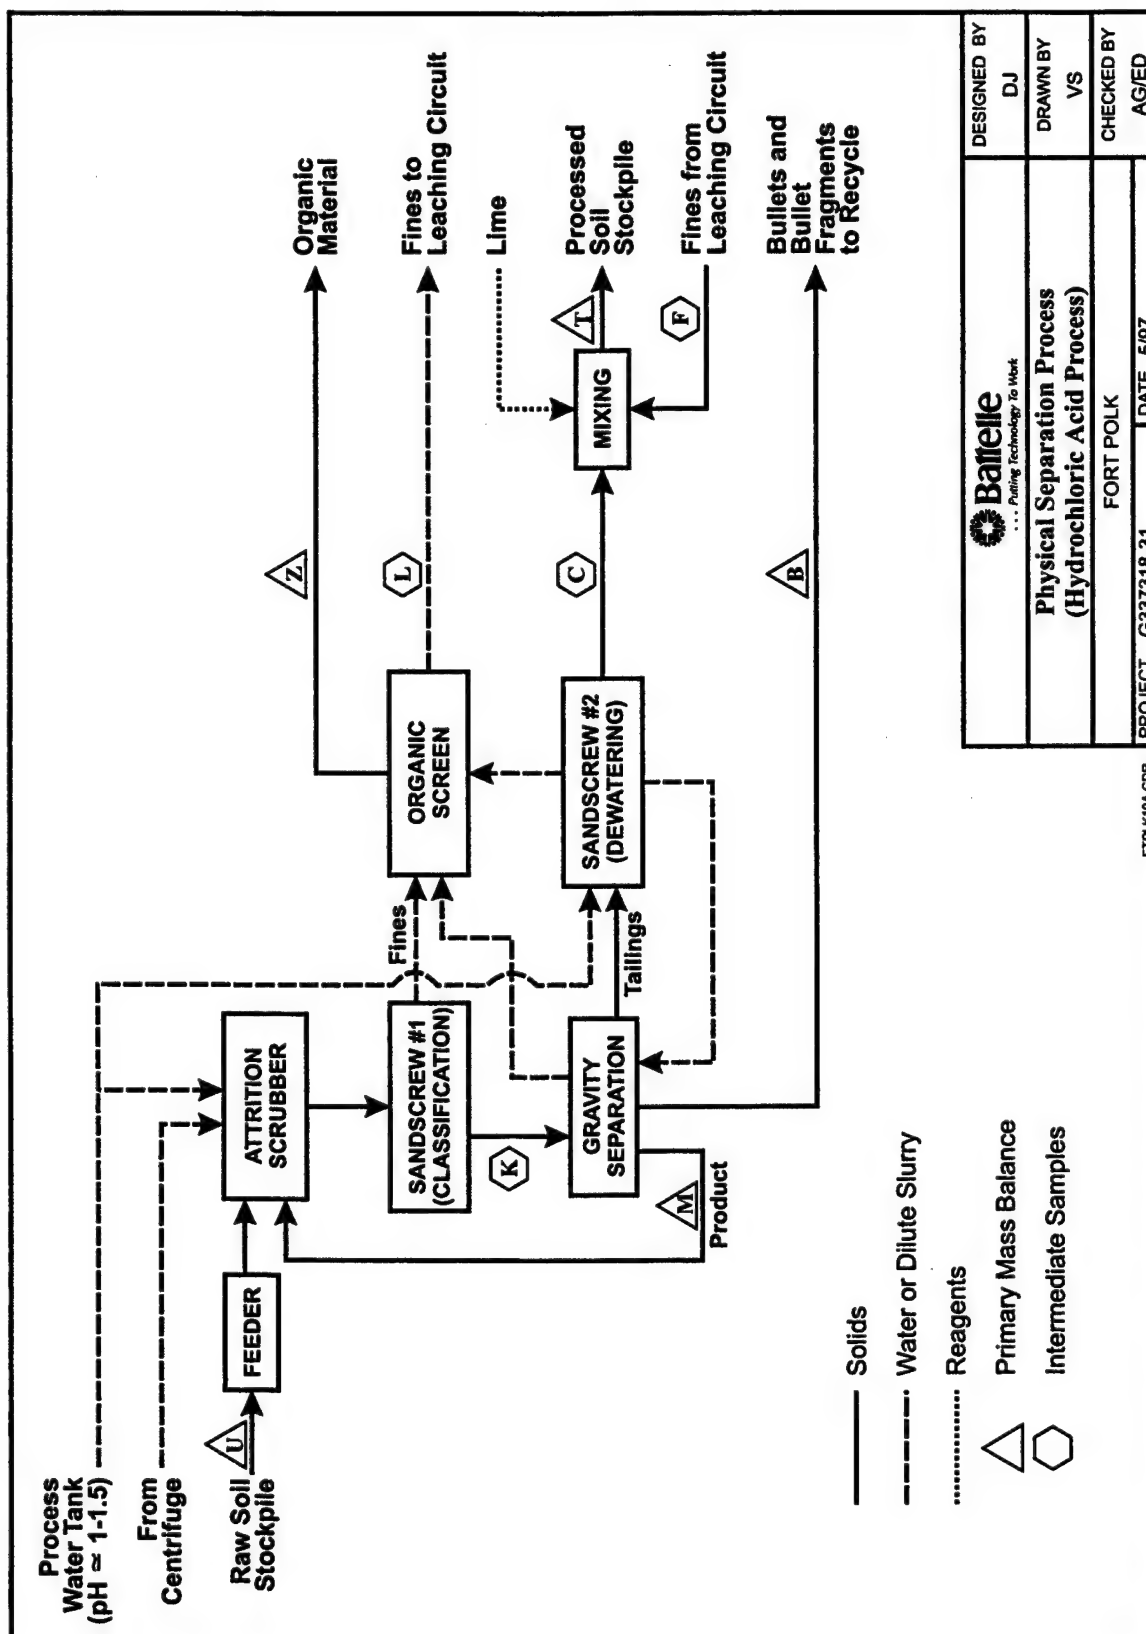 Process
Water Tank
(pH ≃ 1-1.5)
From
Centrifuge
Raw Soil
Stockpile
U
FEEDER
ATTRITION
SCRUBBER
SANDSCREW #1
(CLASSIFICATION)
K
GRAVITY
SEPARATION
M
Product
Fines
Tailings
ORGANIC
SCREEN
SANDSCREW #2
(DEWATERING)
Z
L
C
B
MIXING
T
F
Organic
Material
Fines to
Leaching Circuit
Lime
Processed
Soil
Stockpile
Fines from
Leaching Circuit
Bullets and
Bullet
Fragments
to Recycle
Solids
Water or Dilute Slurry
Reagents
Primary Mass Balance
Intermediate Samples
Battelle
. . . Putting Technology To Work
Physical Separation Process
(Hydrochloric Acid Process)
FORT POLK
PROJECT G337318-31
DATE 5/97
DESIGNED BY
DJ
DRAWN BY
VS
CHECKED BY
AG/ED